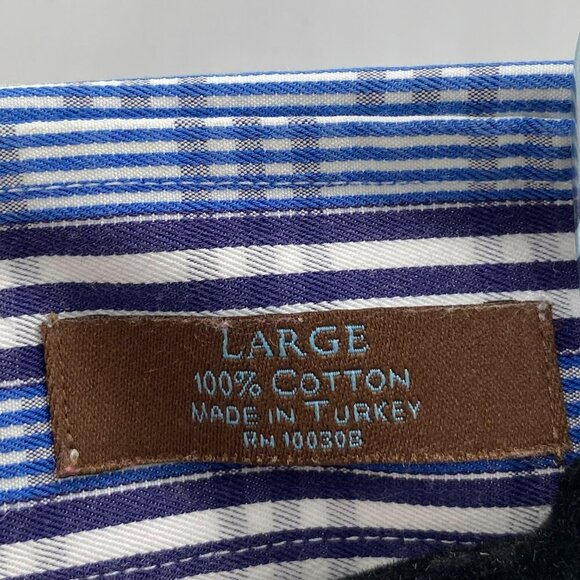 LARGE
100% COTTON
MADE IN TURKEY
RN 100308